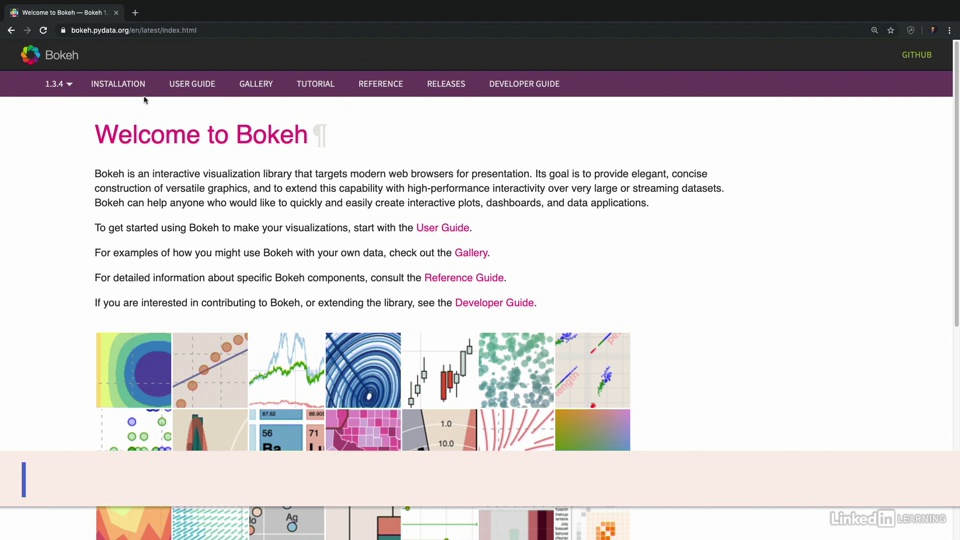 Welcome to Bokeh — Bokeh 1.
bokeh.pydata.org/en/latest/index.html
Bokeh
GITHUB
1.3.4 INSTALLATION USER GUIDE GALLERY TUTORIAL REFERENCE RELEASES DEVELOPER GUIDE
Welcome to Bokeh ¶
Bokeh is an interactive visualization library that targets modern web browsers for presentation. Its goal is to provide elegant, concise
construction of versatile graphics, and to extend this capability with high-performance interactivity over very large or streaming datasets.
Bokeh can help anyone who would like to quickly and easily create interactive plots, dashboards, and data applications.
To get started using Bokeh to make your visualizations, start with the User Guide.
For examples of how you might use Bokeh with your own data, check out the Gallery.
For detailed information about specific Bokeh components, consult the Reference Guide.
If you are interested in contributing to Bokeh, or extending the library, see the Developer Guide.
87.62 88.905
56 71
Ba Lu
1.0
10.0
Ag
LinkedIn LEARNING